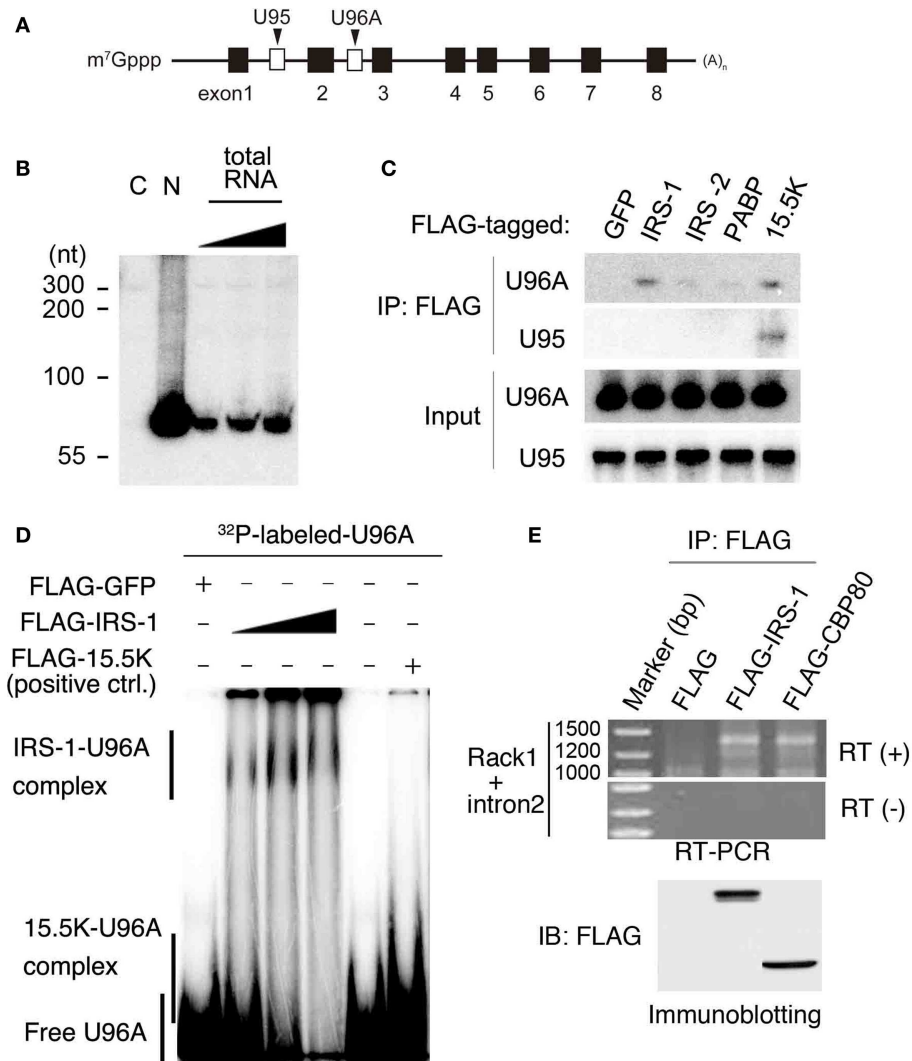 A
U95 U96A
m⁷Gppp (A)n
exon1 2 3 4 5 6 7 8
B
total
RNA
C N
(nt)
300 -
200 -
100 -
55 -
C
FLAG-tagged: GFP IRS-1 IRS-2 PABP 15.5K
IP: FLAG
U96A
U95
Input
U96A
U95
D
³²P-labeled-U96A
FLAG-GFP + – – – – –
FLAG-IRS-1 – – –
FLAG-15.5K – – – – – +
(positive ctrl.)
IRS-1-U96A
complex
15.5K-U96A
complex
Free U96A
E
IP: FLAG
Marker (bp) FLAG FLAG-IRS-1 FLAG-CBP80
1500
1200
1000
Rack1
+
intron2
RT (+)
RT (-)
RT-PCR
IB: FLAG
Immunoblotting